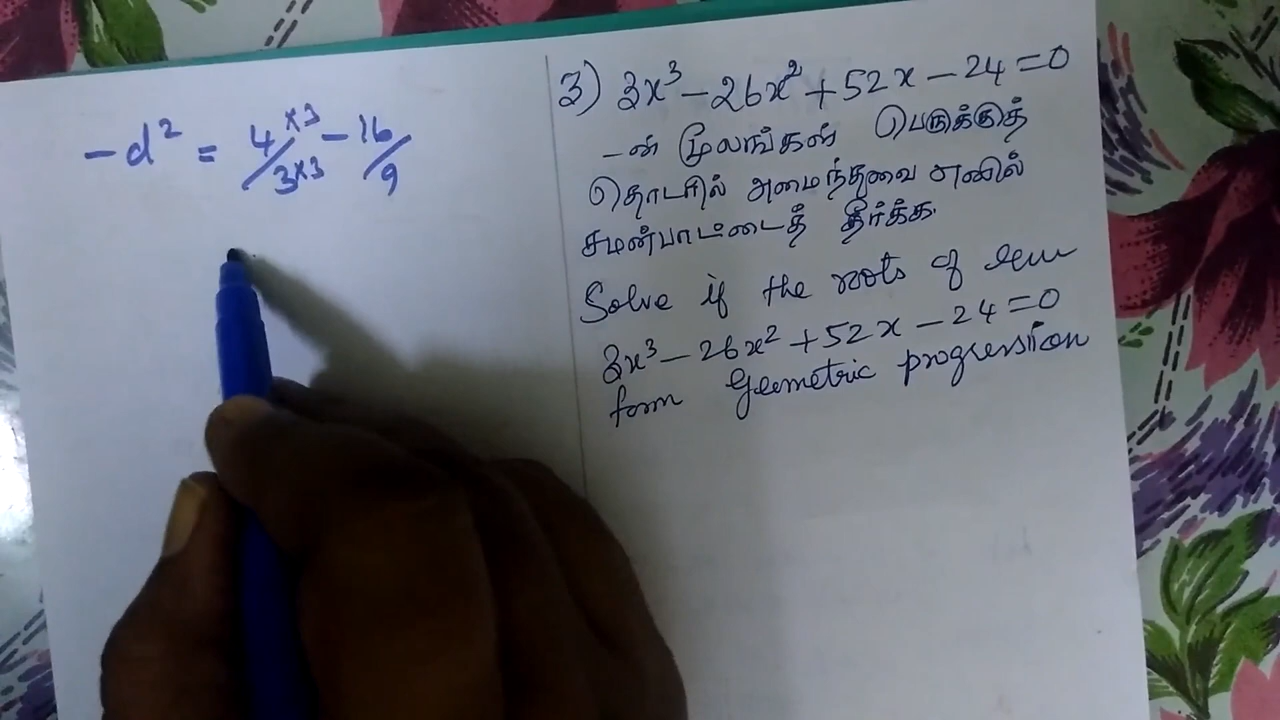 -d² = 4×3/3×3 - 16/9
3) 3x³ - 26x² + 52x - 24 = 0
-ன் மூலங்கள் பெருக்குத்
தொடரில் அமைந்தவை எனில்
சமன்பாட்டைத் தீர்க்க.
Solve if the roots of
3x³ - 26x² + 52x - 24 = 0
form Geometric progression